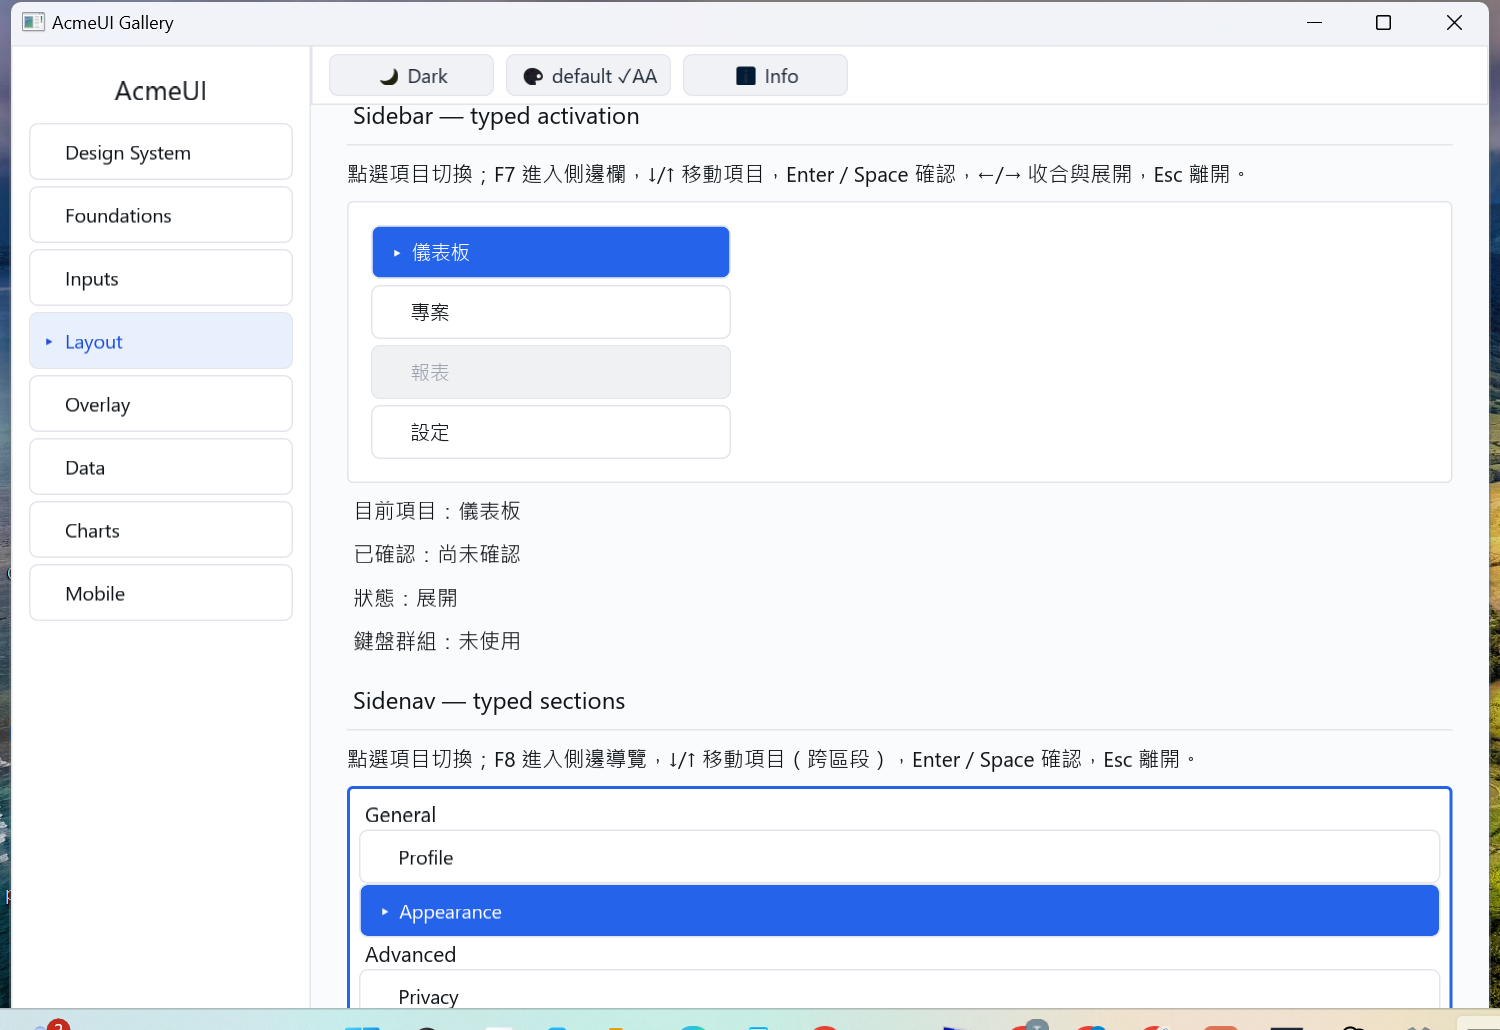 AcmeUI Gallery
AcmeUI
Design System
Foundations
Inputs
Layout
Overlay
Data
Charts
Mobile
Dark
default ✓AA
Info
Sidebar — typed activation
點選項目切換；F7 進入側邊欄，↓/↑ 移動項目，Enter / Space 確認，←/→ 收合與展開，Esc 離開。
儀表板
專案
報表
設定
目前項目：儀表板
已確認：尚未確認
狀態：展開
鍵盤群組：未使用
Sidenav — typed sections
點選項目切換；F8 進入側邊導覽，↓/↑ 移動項目（跨區段），Enter / Space 確認，Esc 離開。
General
Profile
Appearance
Advanced
Privacy